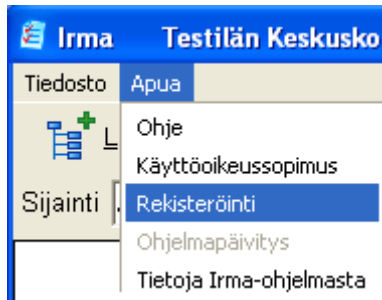 Irma Testilän Keskusko
Tiedosto Apua
L
Ohje
Käyttöoikeussopimus
Sijainti
Rekisteröinti
Ohjelmapäivitys
Tietoja Irma-ohjelmasta